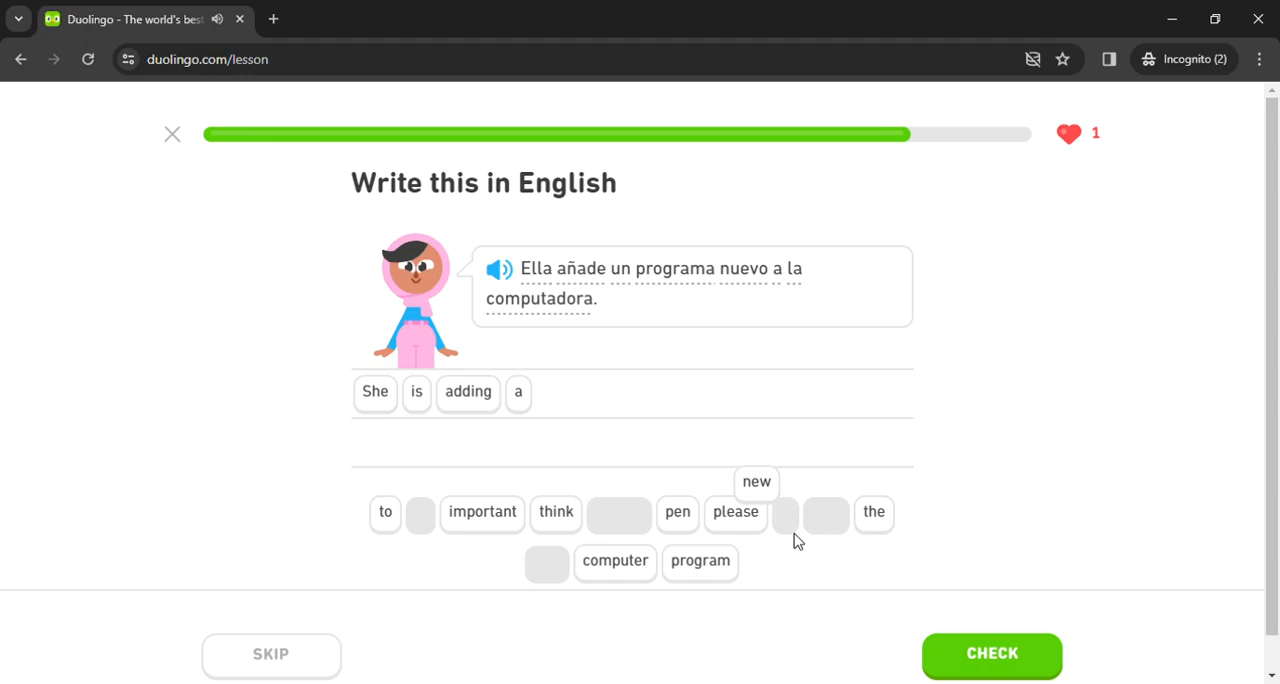 Duolingo - The world's bes
duolingo.com/lesson
Incognito (2)
1
Write this in English
Ella añade un programa nuevo a la
computadora.
She is adding a
new
to important think pen please the
computer program
SKIP
CHECK